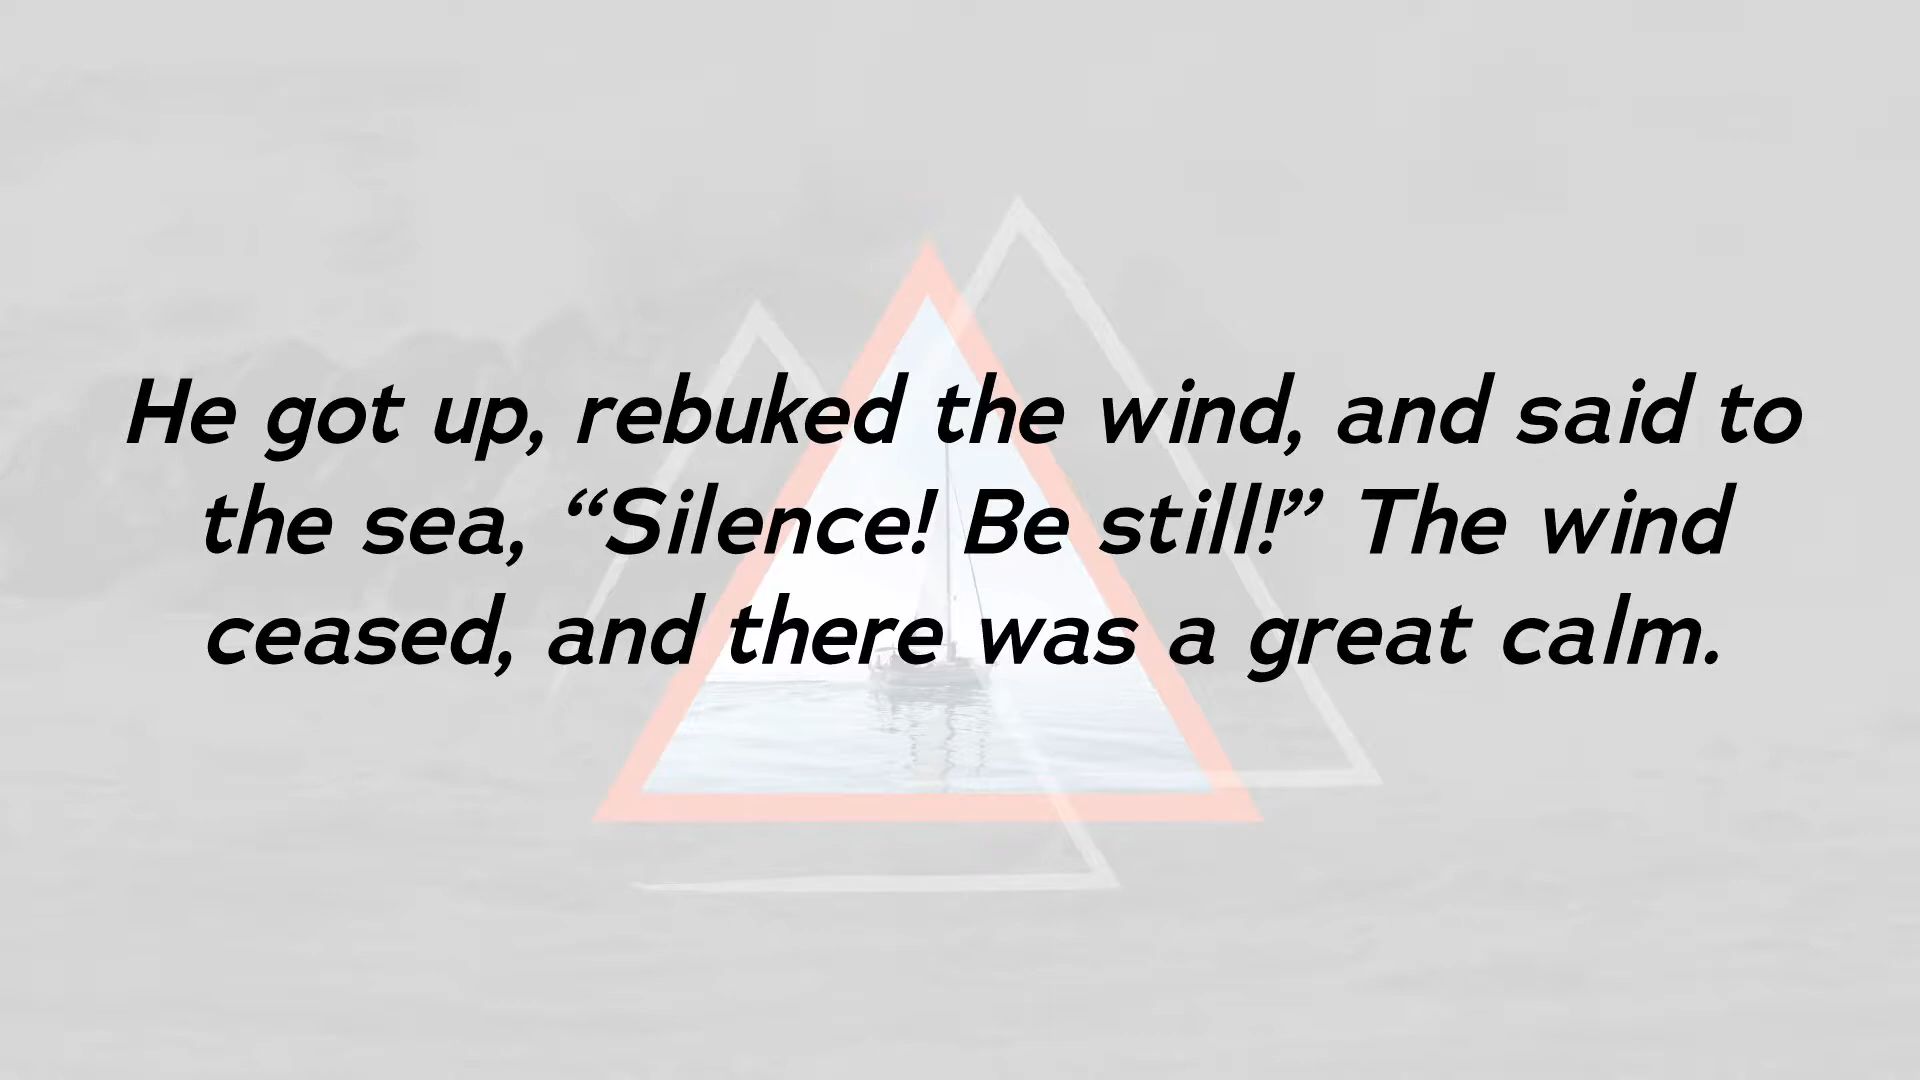 He got up, rebuked the wind, and said to
the sea, “Silence! Be still!” The wind
ceased, and there was a great calm.